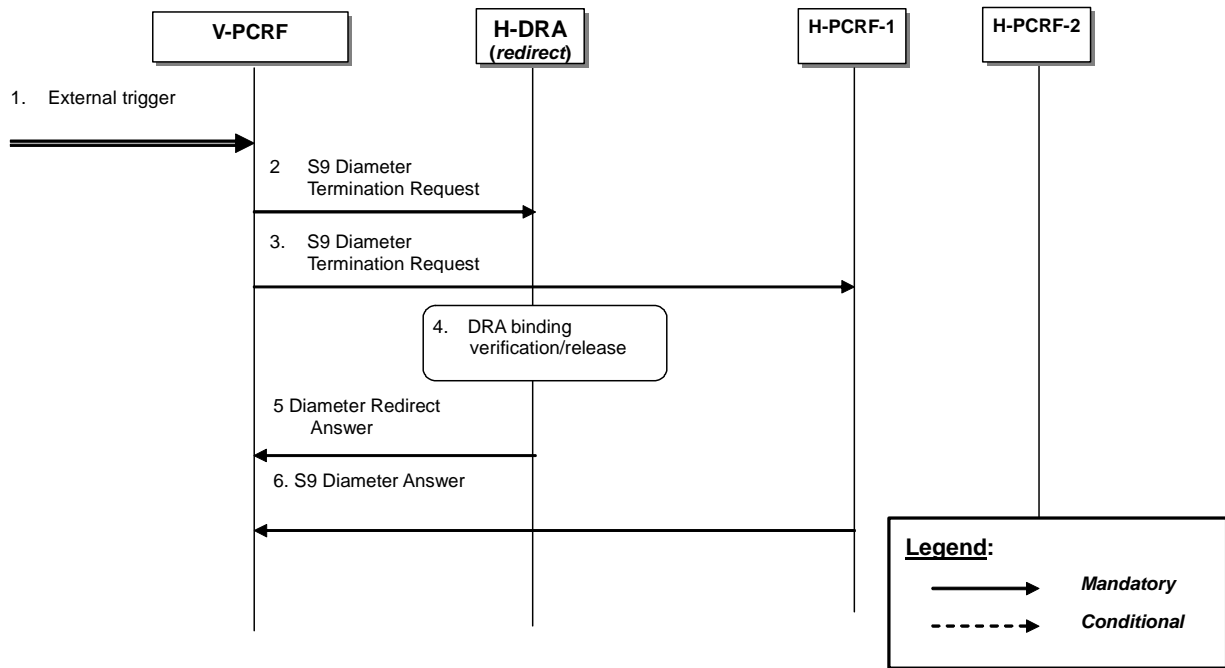 V-PCRF
H-DRA
(redirect)
H-PCRF-1
H-PCRF-2
1. External trigger
2 S9 Diameter
Termination Request
3. S9 Diameter
Termination Request
4. DRA binding
verification/release
5 Diameter Redirect
Answer
6. S9 Diameter Answer
Legend:
Mandatory
Conditional